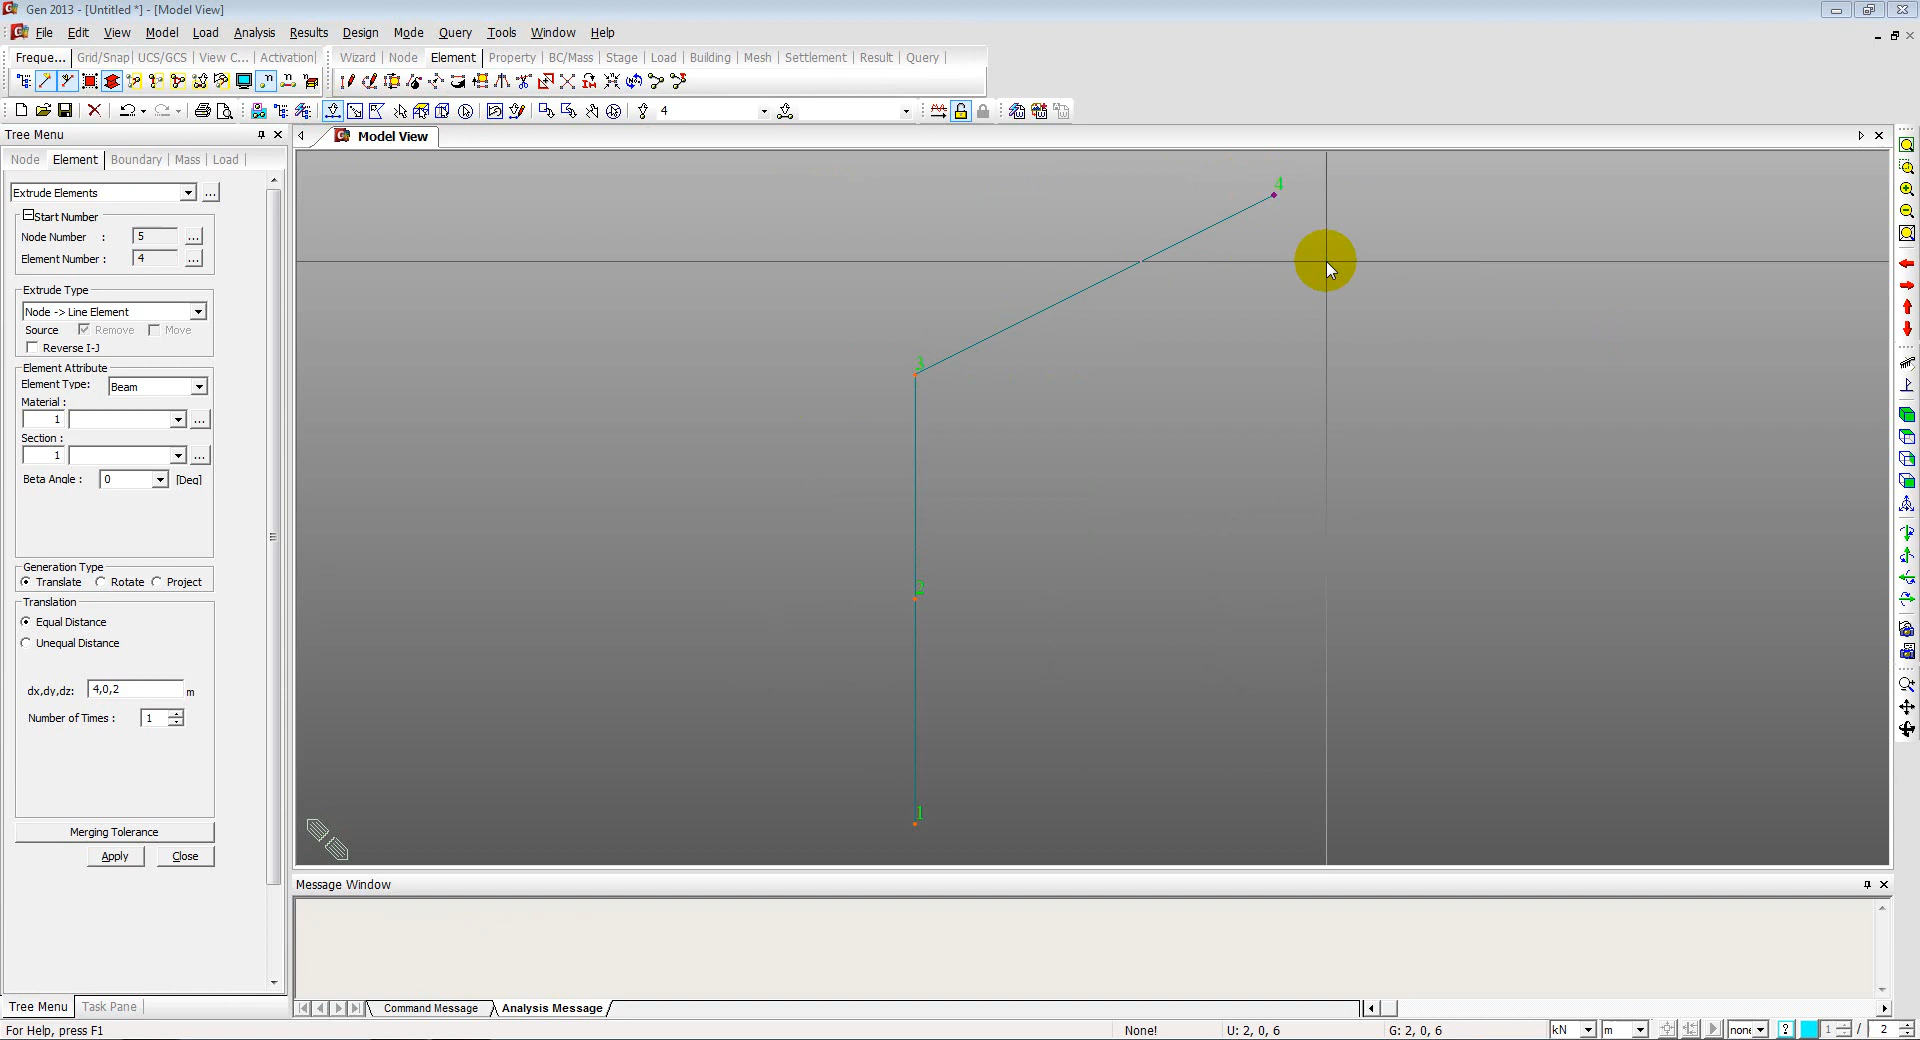 Gen 2013 - [Untitled *] - [Model View]
File Edit View Model Load Analysis Results Design Mode Query Tools Window Help
Freque... Grid/Snap UCS/GCS View C... Activation Wizard Node Element Property BC/Mass Stage Load Building Mesh Settlement Result Query
4
Tree Menu
Model View
Node Element Boundary Mass Load
Extrude Elements
Start Number
Node Number : 5
Element Number : 4
Extrude Type
Node -> Line Element
Source Remove Move
Reverse I-J
Element Attribute
Element Type: Beam
Material :
1
Section :
1
Beta Angle : 0 [Deg]
Generation Type
Translate Rotate Project
Translation
Equal Distance
Unequal Distance
dx,dy,dz: 4,0,2 m
Number of Times : 1
Merging Tolerance
Apply Close
4
3
2
1
Message Window
Tree Menu Task Pane
Command Message Analysis Message
For Help, press F1 None! U: 2, 0, 6 G: 2, 0, 6 kN m none ? 1 / 2